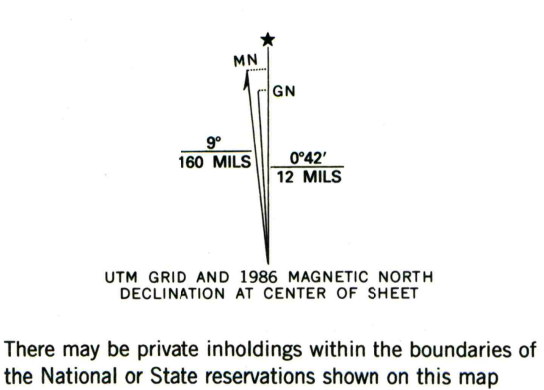 ★
MN
GN
9°
160 MILS
0°42′
12 MILS
UTM GRID AND 1986 MAGNETIC NORTH
DECLINATION AT CENTER OF SHEET
There may be private inholdings within the boundaries of
the National or State reservations shown on this map